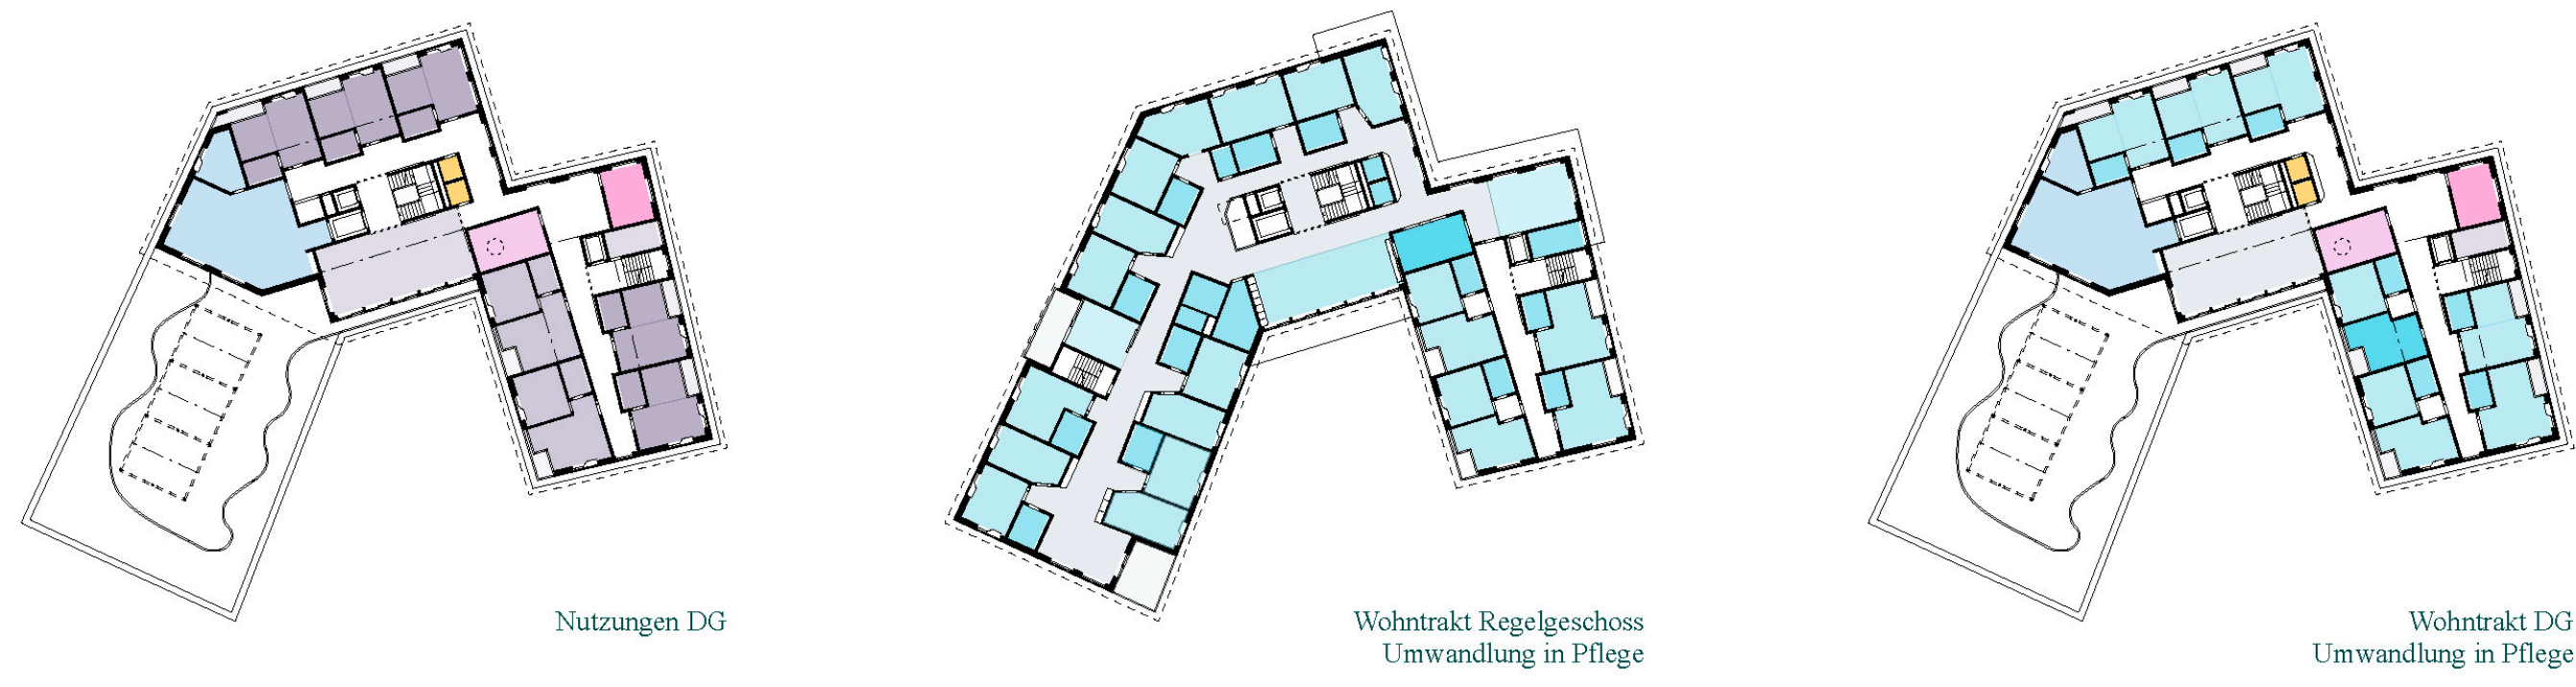 Nutzungen DG
Wohntrakt Regelgeschoss
Umwandlung in Pflege
Wohntrakt DG
Umwandlung in Pflege